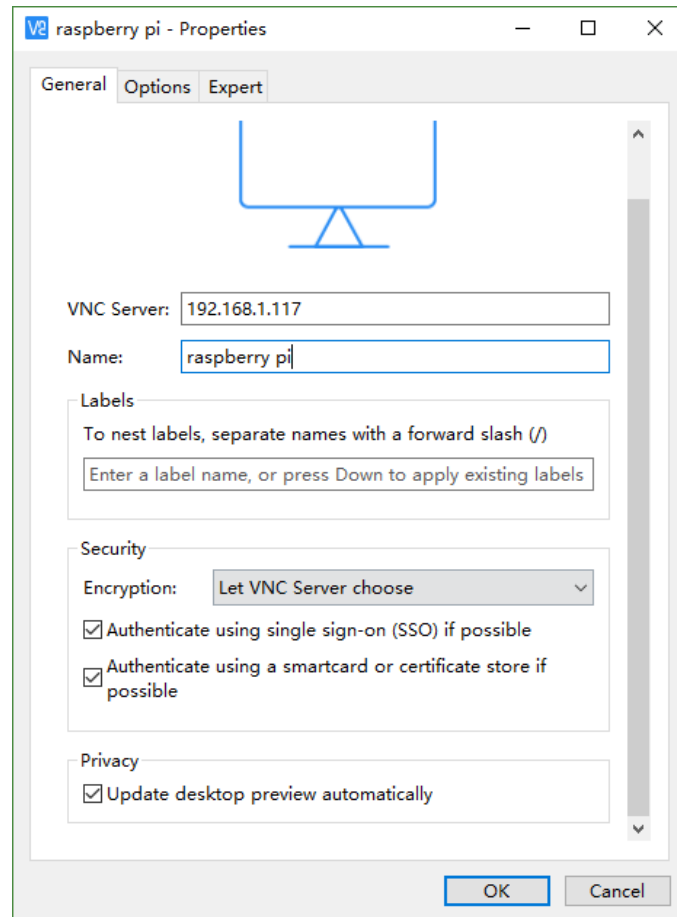 raspberry pi - Properties
General Options Expert
VNC Server: 192.168.1.117
Name: raspberry pi
Labels
To nest labels, separate names with a forward slash (/)
Enter a label name, or press Down to apply existing labels
Security
Encryption: Let VNC Server choose
Authenticate using single sign-on (SSO) if possible
Authenticate using a smartcard or certificate store if
possible
Privacy
Update desktop preview automatically
OK Cancel